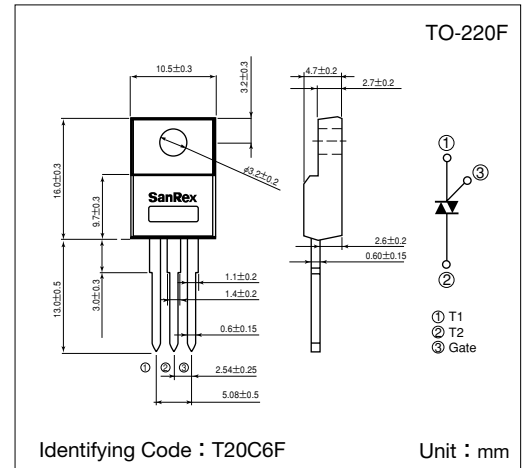 TO-220F
10.5±0.3
3.2±0.3
4.7±0.2
2.7±0.2
16.0±0.3
9.7±0.3
φ3.2±0.2
SanRex
① 
③
②
2.6±0.2
0.60±0.15
13.0±0.5
3.0±0.3
1.1±0.2
1.4±0.2
0.6±0.15
① ② ③
2.54±0.25
5.08±0.5
① T1
② T2
③ Gate
Identifying Code：T20C6F
Unit：mm